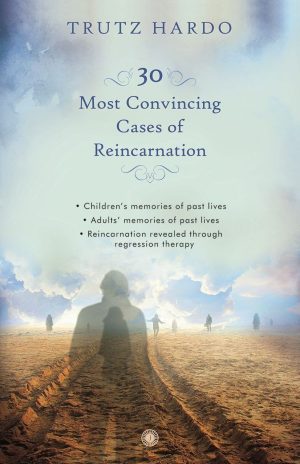 TRUTZ HARDO
30
Most Convincing
Cases of
Reincarnation
• Children's memories of past lives
• Adults' memories of past lives
• Reincarnation revealed through
regression therapy